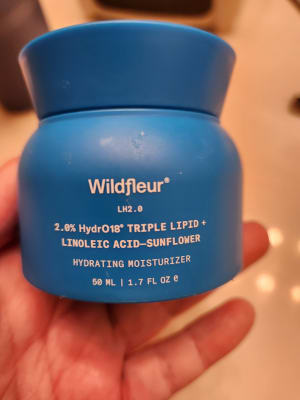 Wildfleur®
LH2.0
2.0% HydrO18® TRIPLE LIPID +
LINOLEIC ACID–SUNFLOWER
HYDRATING MOISTURIZER
50 ML | 1.7 FL OZ e